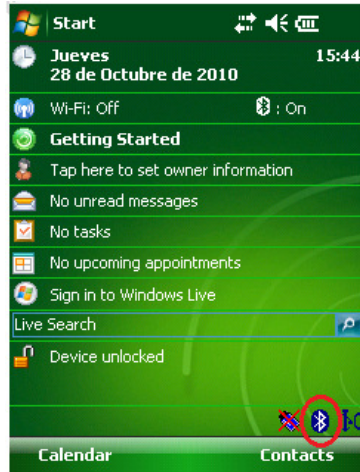 Start
Jueves 15:44
28 de Octubre de 2010
Wi-Fi: Off : On
Getting Started
Tap here to set owner information
No unread messages
No tasks
No upcoming appointments
Sign in to Windows Live
Live Search
Device unlocked
Calendar Contacts